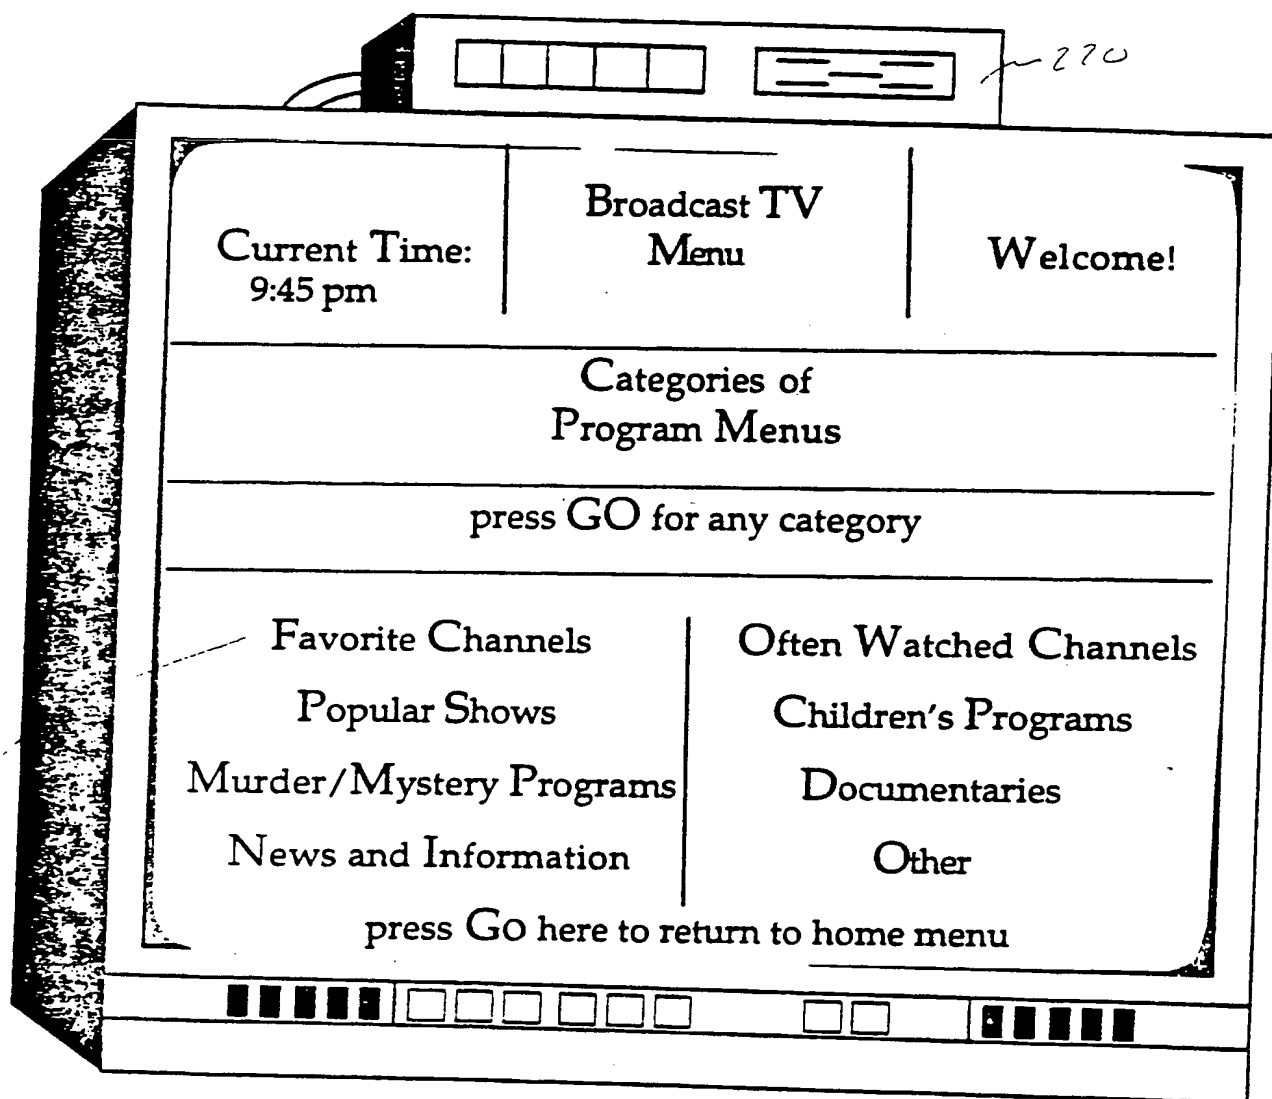 220
Current Time:
9:45 pm
Broadcast TV
Menu
Welcome!
Categories of
Program Menus
press GO for any category
Favorite Channels
Popular Shows
Murder/Mystery Programs
News and Information
Often Watched Channels
Children's Programs
Documentaries
Other
press Go here to return to home menu